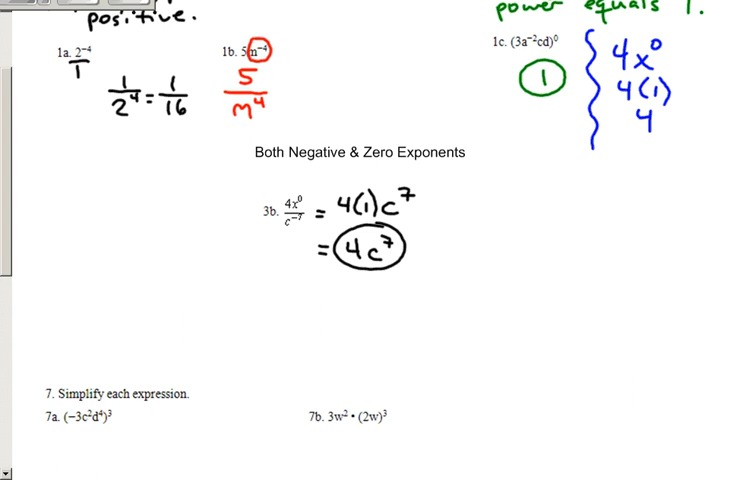 positive.
power equals 1.
1a. 2⁻⁴
1
1/2⁴ = 1/16
1b. 5m⁻⁴
5/m⁴
1c. (3a⁻²cd)⁰
1
4x⁰
4(1)
4
Both Negative & Zero Exponents
3b. 4x⁰/c⁻⁷ = 4(1)c⁷
= 4c⁷
7. Simplify each expression.
7a. (−3c²d⁴)³
7b. 3w² • (2w)³